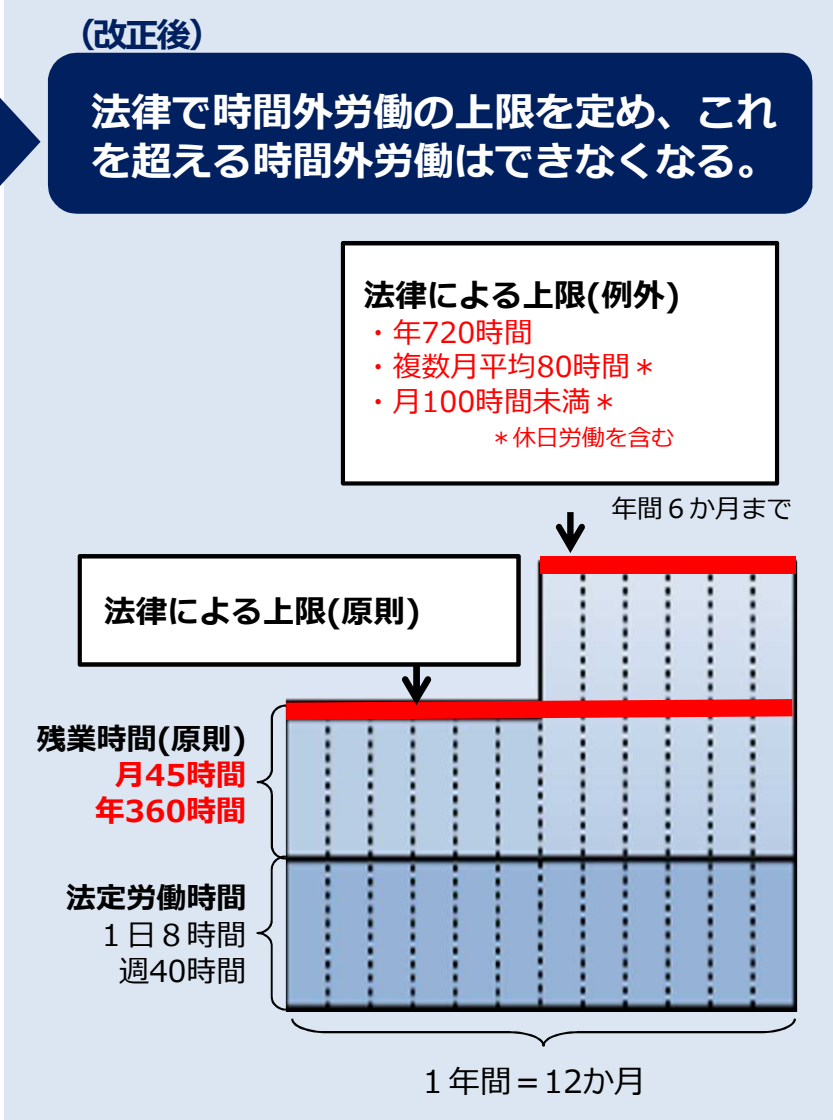 （改正後）
法律で時間外労働の上限を定め、これ
を超える時間外労働はできなくなる。
法律による上限(例外)
・年720時間
・複数月平均80時間＊
・月100時間未満＊
＊休日労働を含む
年間６か月まで
法律による上限(原則)
残業時間(原則)
月45時間
年360時間
法定労働時間
１日８時間
週40時間
１年間＝12か月